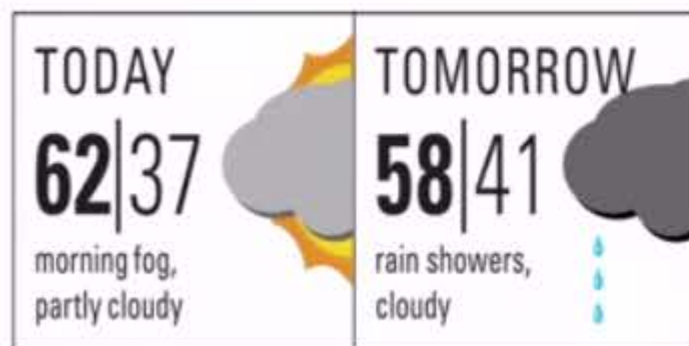 TODAY
62|37
morning fog,
partly cloudy
TOMORROW
58|41
rain showers,
cloudy